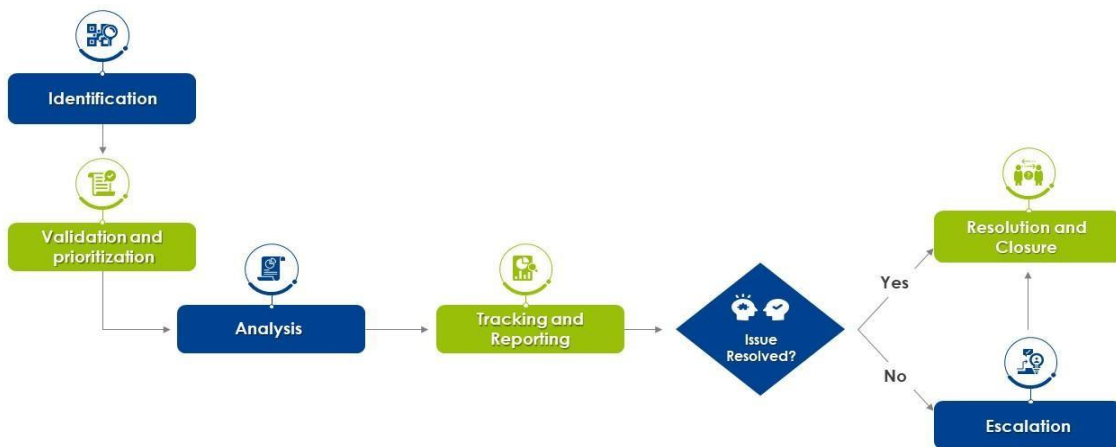 Identification
Validation and
prioritization
Analysis
Tracking and
Reporting
Issue
Resolved?
Yes
No
Resolution and
Closure
Escalation